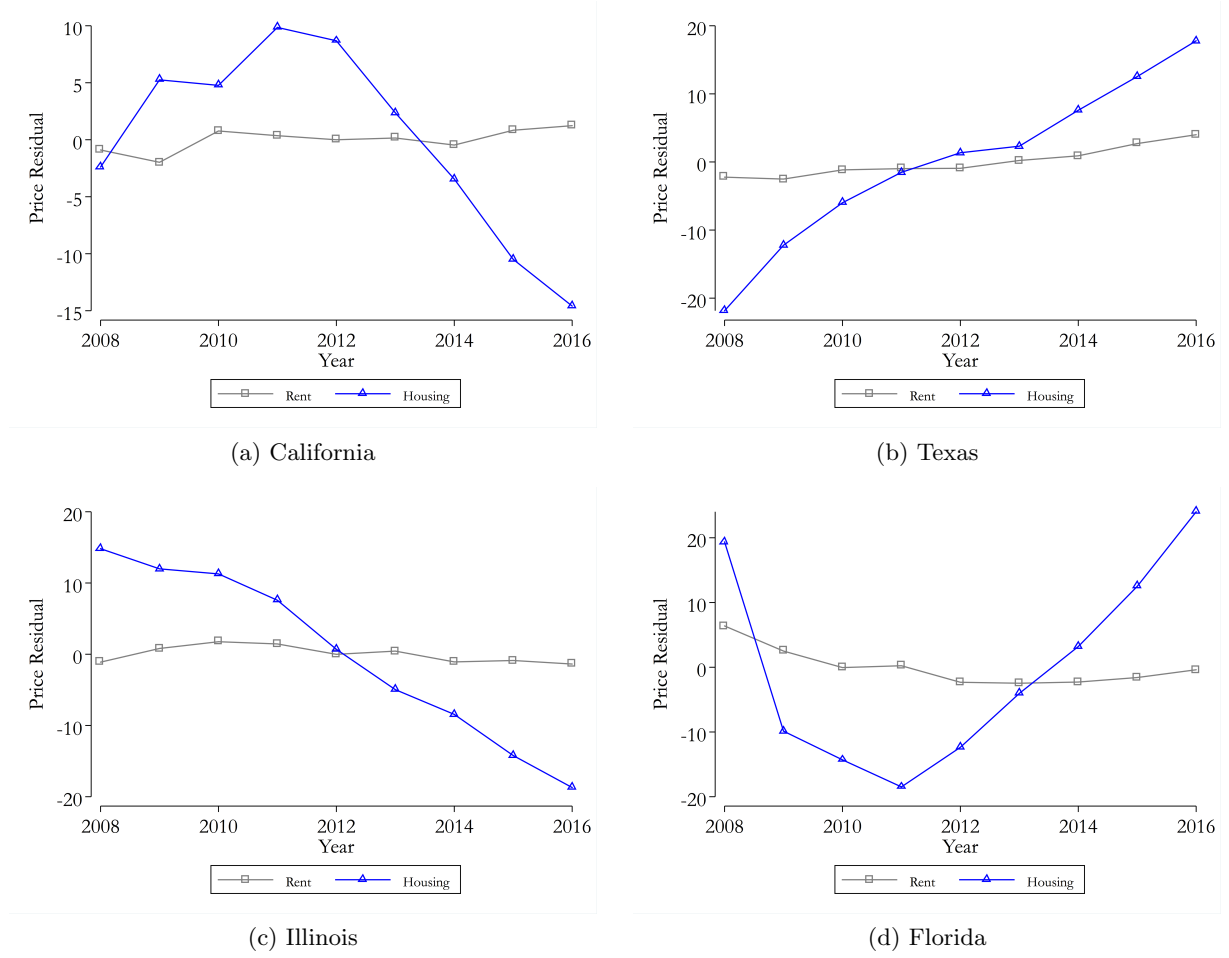 10
5
0
-5
-10
-15
Price Residual
2008 2010 2012 2014 2016
Year
Rent Housing
(a) California
20
10
0
-10
-20
Price Residual
2008 2010 2012 2014 2016
Year
Rent Housing
(b) Texas
20
10
0
-10
-20
Price Residual
2008 2010 2012 2014 2016
Year
Rent Housing
(c) Illinois
20
10
0
-10
-20
Price Residual
2008 2010 2012 2014 2016
Year
Rent Housing
(d) Florida